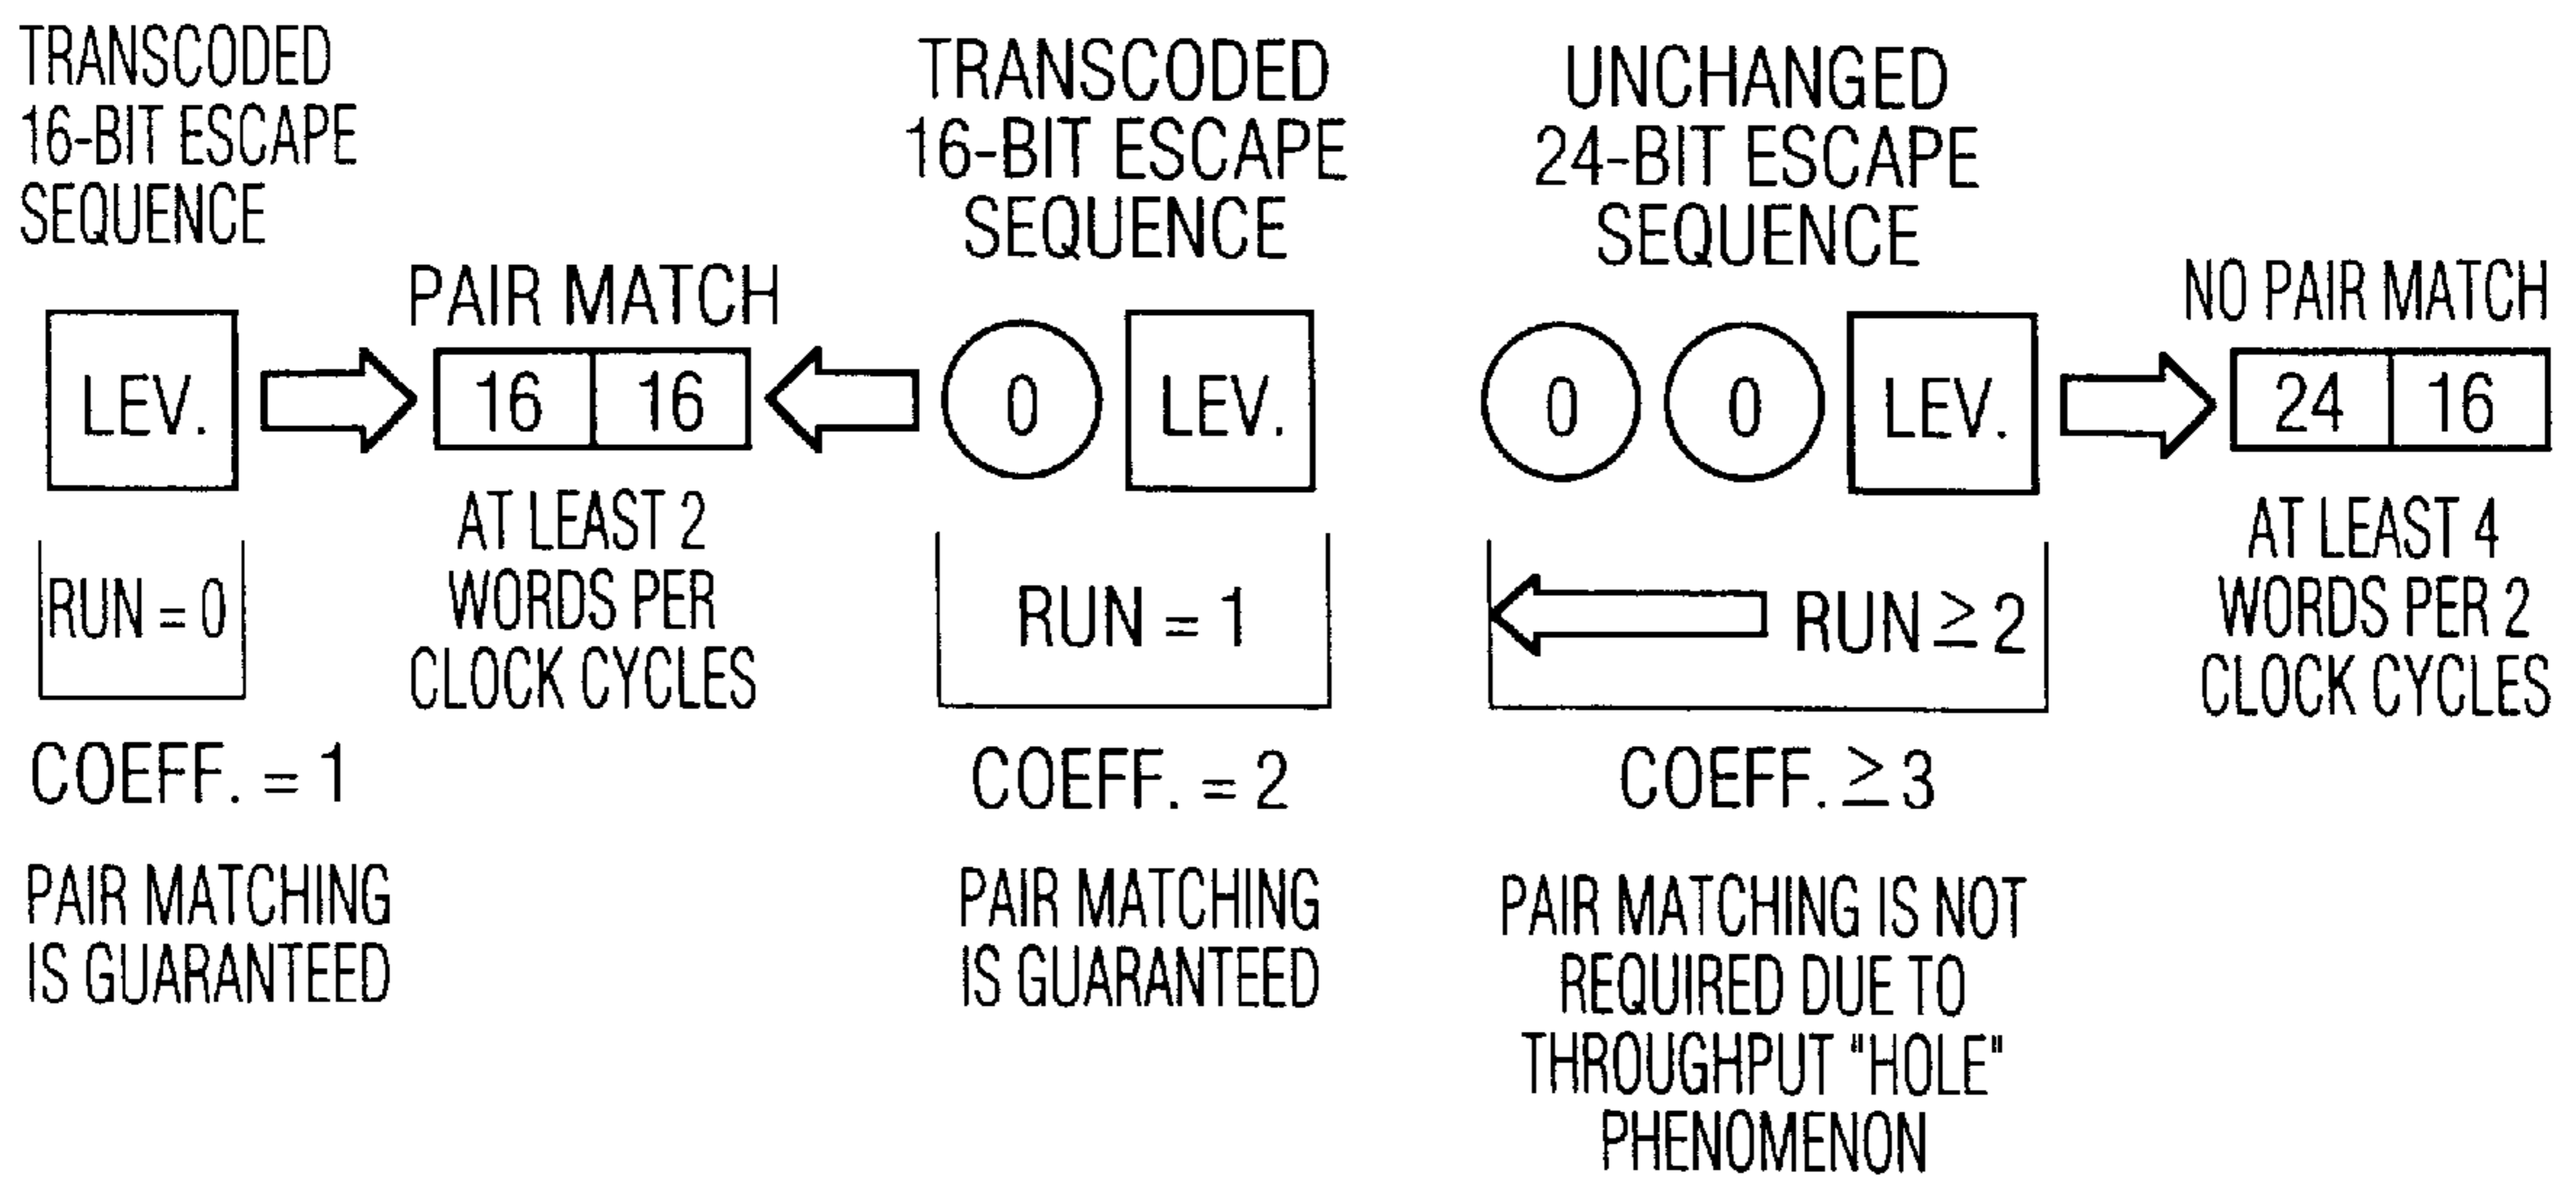 TRANSCODED
16-BIT ESCAPE
SEQUENCE
LEV.
RUN = 0
COEFF. = 1
PAIR MATCHING
IS GUARANTEED
PAIR MATCH
16 16
AT LEAST 2
WORDS PER
CLOCK CYCLES
TRANSCODED
16-BIT ESCAPE
SEQUENCE
0 LEV.
RUN = 1
COEFF. = 2
PAIR MATCHING
IS GUARANTEED
UNCHANGED
24-BIT ESCAPE
SEQUENCE
0 0 LEV.
RUN ≥ 2
COEFF. ≥ 3
PAIR MATCHING IS NOT
REQUIRED DUE TO
THROUGHPUT "HOLE"
PHENOMENON
NO PAIR MATCH
24 16
AT LEAST 4
WORDS PER 2
CLOCK CYCLES